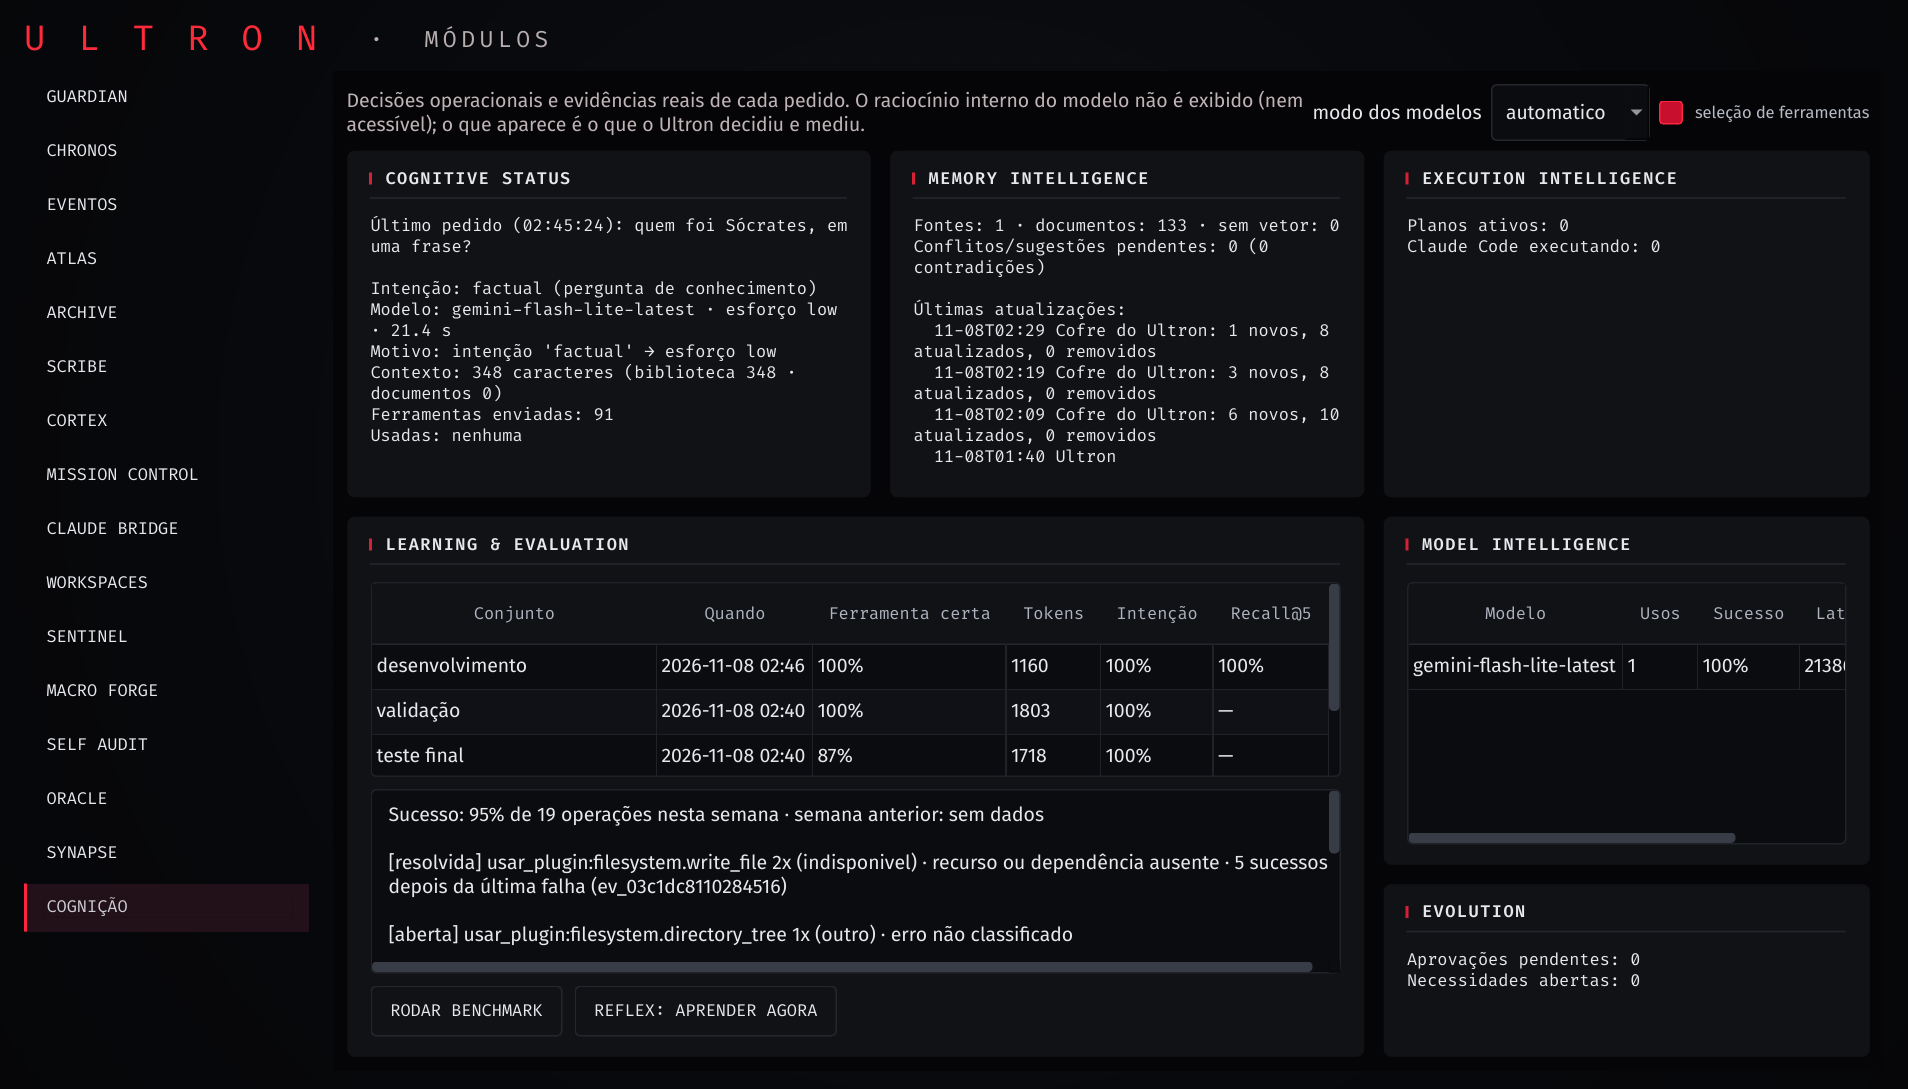 ULTRON · MÓDULOS
GUARDIAN
CHRONOS
EVENTOS
ATLAS
ARCHIVE
SCRIBE
CORTEX
MISSION CONTROL
CLAUDE BRIDGE
WORKSPACES
SENTINEL
MACRO FORGE
SELF AUDIT
ORACLE
SYNAPSE
COGNIÇÃO
Decisões operacionais e evidências reais de cada pedido. O raciocínio interno do modelo não é exibido (nem
acessível); o que aparece é o que o Ultron decidiu e mediu.
modo dos modelos automatico seleção de ferramentas
COGNITIVE STATUS
Último pedido (02:45:24): quem foi Sócrates, em
uma frase?
Intenção: factual (pergunta de conhecimento)
Modelo: gemini-flash-lite-latest · esforço low
· 21.4 s
Motivo: intenção 'factual' → esforço low
Contexto: 348 caracteres (biblioteca 348 ·
documentos 0)
Ferramentas enviadas: 91
Usadas: nenhuma
MEMORY INTELLIGENCE
Fontes: 1 · documentos: 133 · sem vetor: 0
Conflitos/sugestões pendentes: 0 (0
contradições)
Últimas atualizações:
11-08T02:29 Cofre do Ultron: 1 novos, 8
atualizados, 0 removidos
11-08T02:19 Cofre do Ultron: 3 novos, 8
atualizados, 0 removidos
11-08T02:09 Cofre do Ultron: 6 novos, 10
atualizados, 0 removidos
11-08T01:40 Ultron
EXECUTION INTELLIGENCE
Planos ativos: 0
Claude Code executando: 0
LEARNING & EVALUATION
Conjunto Quando Ferramenta certa Tokens Intenção Recall@5
desenvolvimento 2026-11-08 02:46 100% 1160 100% 100%
validação 2026-11-08 02:40 100% 1803 100% —
teste final 2026-11-08 02:40 87% 1718 100% —
Sucesso: 95% de 19 operações nesta semana · semana anterior: sem dados
[resolvida] usar_plugin:filesystem.write_file 2x (indisponivel) · recurso ou dependência ausente · 5 sucessos
depois da última falha (ev_03c1dc8110284516)
[aberta] usar_plugin:filesystem.directory_tree 1x (outro) · erro não classificado
RODAR BENCHMARK REFLEX: APRENDER AGORA
MODEL INTELLIGENCE
Modelo Usos Sucesso Lat
gemini-flash-lite-latest 1 100% 2138
EVOLUTION
Aprovações pendentes: 0
Necessidades abertas: 0